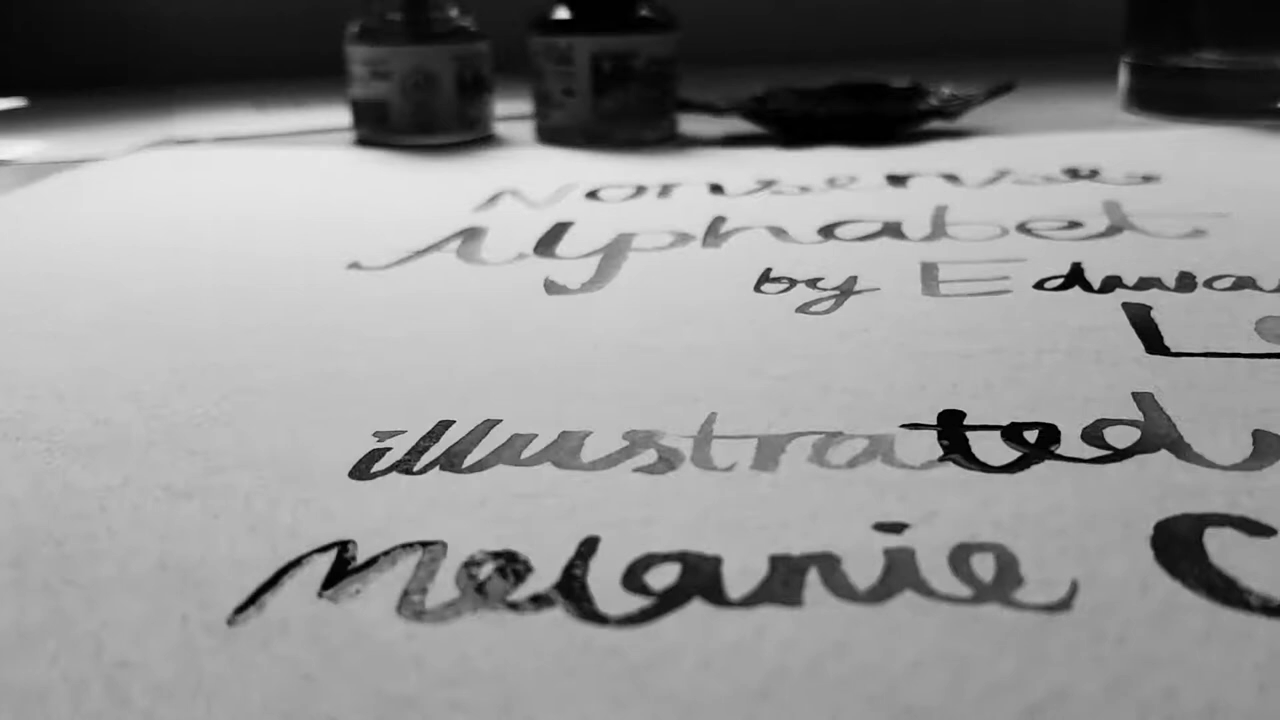 Nonsense
Alphabet
by Edwa
L
illustrated
Melanie C